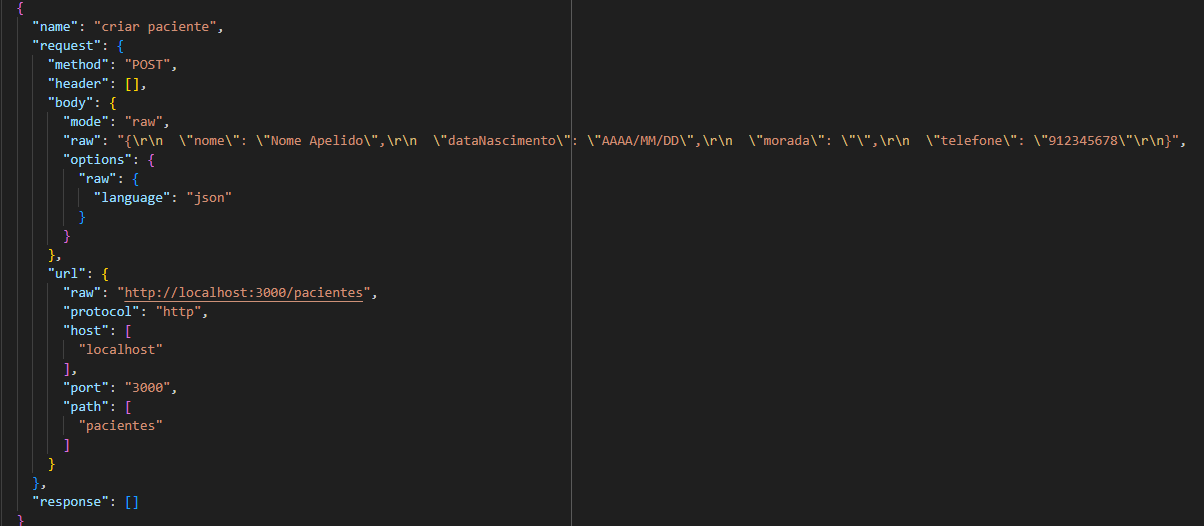 {
"name": "criar paciente",
"request": {
"method": "POST",
"header": [],
"body": {
"mode": "raw",
"raw": "{\r\n  \"nome\": \"Nome Apelido\",\r\n  \"dataNascimento\": \"AAAA/MM/DD\",\r\n  \"morada\": \"\",\r\n  \"telefone\": \"912345678\"\r\n}",
"options": {
"raw": {
"language": "json"
}
}
},
"url": {
"raw": "http://localhost:3000/pacientes",
"protocol": "http",
"host": [
"localhost"
],
"port": "3000",
"path": [
"pacientes"
]
}
},
"response": []
}